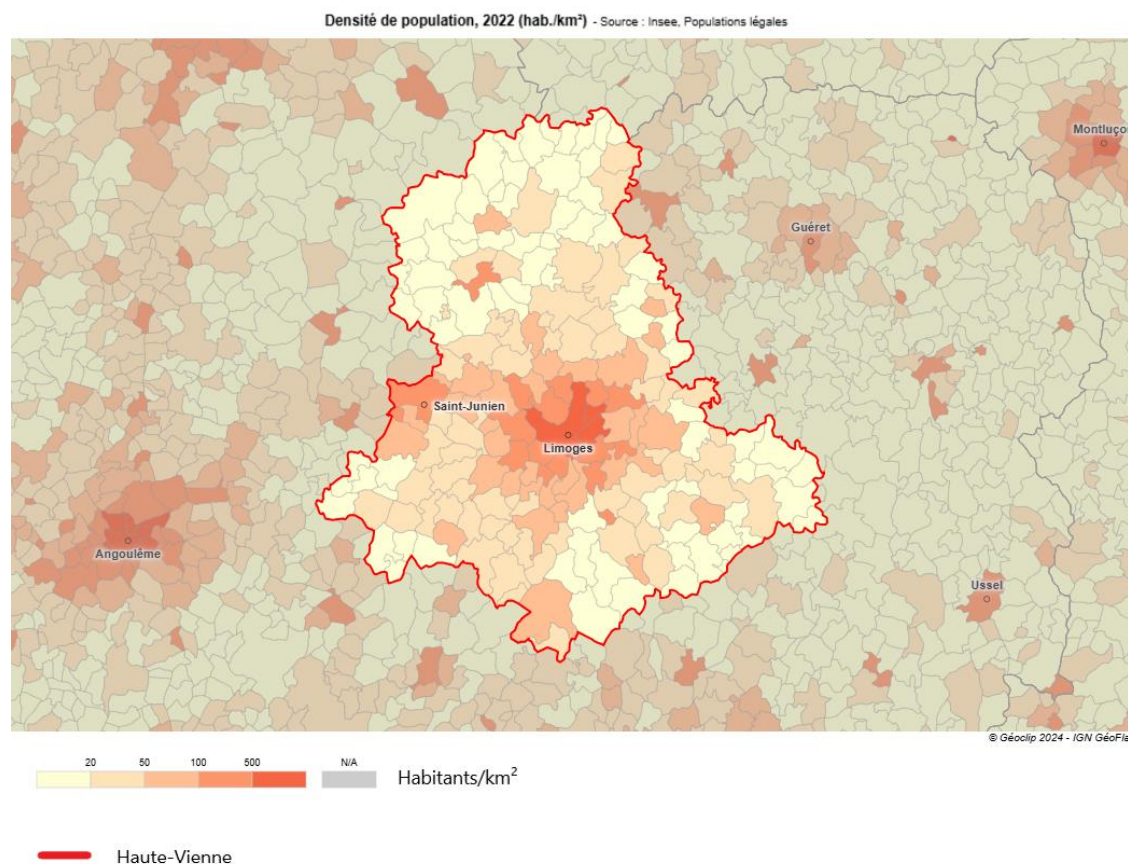 Densité de population, 2022 (hab./km²) - Source : Insee, Populations légales
Montluço
Guéret
Saint-Junien
Limoges
Angoulême
Ussel
© Géoclip 2024 - IGN GéoFla
20 50 100 500 N/A
Habitants/km²
Haute-Vienne